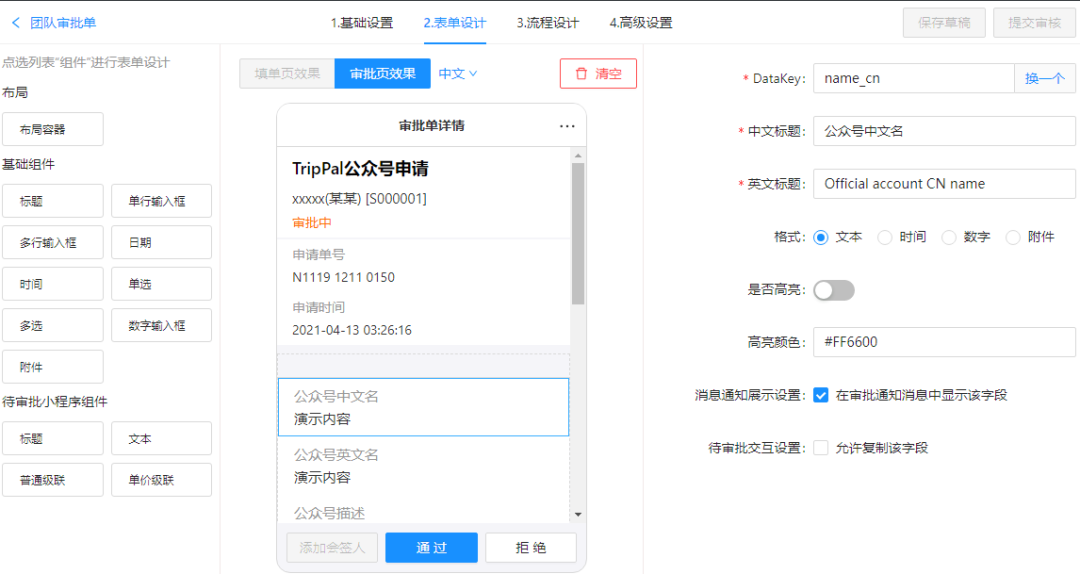 团队审批单
1.基础设置
2.表单设计
3.流程设计
4.高级设置
保存草稿
提交审核
点选列表"组件"进行表单设计
布局
布局容器
基础组件
标题
单行输入框
多行输入框
日期
时间
单选
多选
数字输入框
附件
待审批小程序组件
标题
文本
普通级联
单价级联
填单页效果
审批页效果
中文
清空
审批单详情
TripPal公众号申请
xxxxx(某某) [S000001]
审批中
申请单号
N1119 1211 0150
申请时间
2021-04-13 03:26:16
公众号中文名
演示内容
公众号英文名
演示内容
公众号描述
添加会签人
通 过
拒 绝
* DataKey: name_cn 换一个
* 中文标题: 公众号中文名
* 英文标题: Official account CN name
格式: 文本 时间 数字 附件
是否高亮:
高亮颜色: #FF6600
消息通知展示设置: 在审批通知消息中显示该字段
待审批交互设置: 允许复制该字段